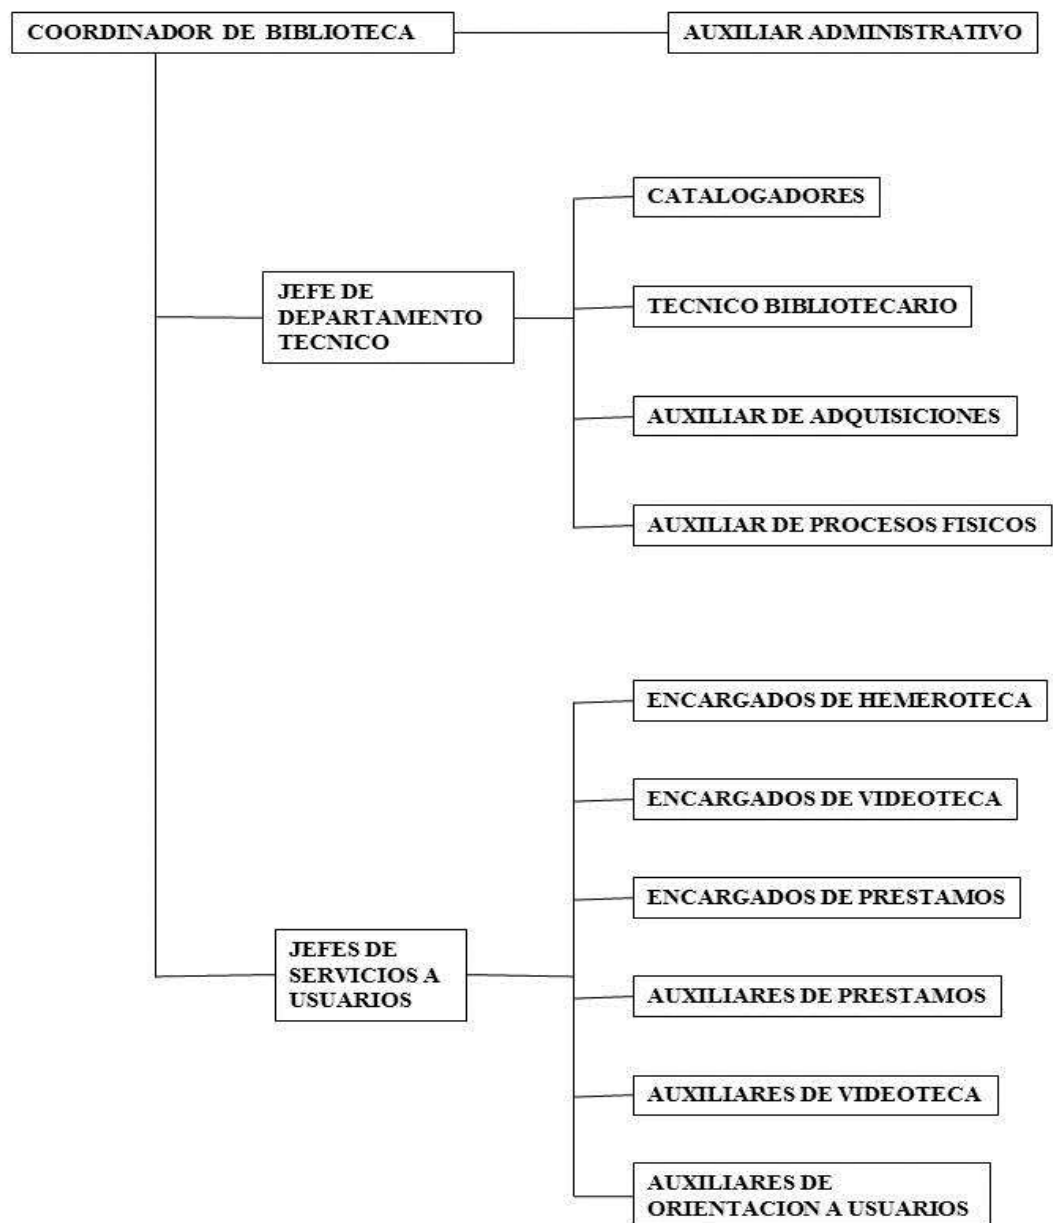 COORDINADOR DE BIBLIOTECA
AUXILIAR ADMINISTRATIVO
CATALOGADORES
JEFE DE
DEPARTAMENTO
TECNICO
TECNICO BIBLIOTECARIO
AUXILIAR DE ADQUISICIONES
AUXILIAR DE PROCESOS FISICOS
ENCARGADOS DE HEMEROTECA
ENCARGADOS DE VIDEOTECA
ENCARGADOS DE PRESTAMOS
JEFES DE
SERVICIOS A
USUARIOS
AUXILIARES DE PRESTAMOS
AUXILIARES DE VIDEOTECA
AUXILIARES DE
ORIENTACION A USUARIOS